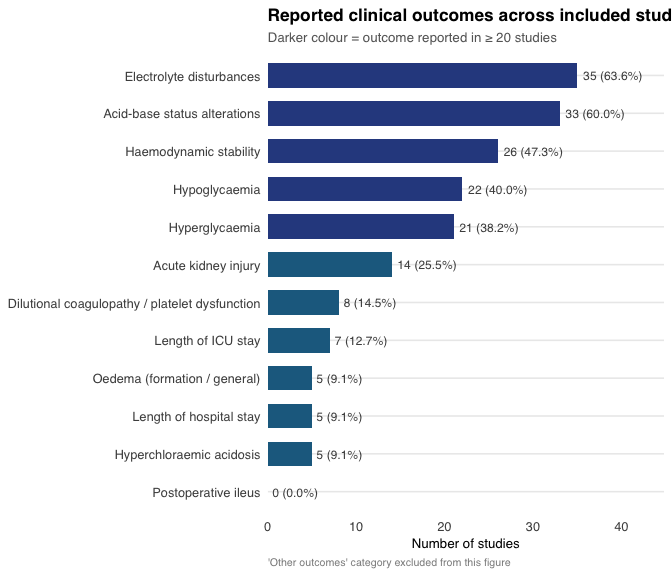 Reported clinical outcomes across included stud
Darker colour = outcome reported in ≥ 20 studies
Electrolyte disturbances 35 (63.6%)
Acid-base status alterations 33 (60.0%)
Haemodynamic stability 26 (47.3%)
Hypoglycaemia 22 (40.0%)
Hyperglycaemia 21 (38.2%)
Acute kidney injury 14 (25.5%)
Dilutional coagulopathy / platelet dysfunction 8 (14.5%)
Length of ICU stay 7 (12.7%)
Oedema (formation / general) 5 (9.1%)
Length of hospital stay 5 (9.1%)
Hyperchloraemic acidosis 5 (9.1%)
Postoperative ileus 0 (0.0%)
0 10 20 30 40
Number of studies
'Other outcomes' category excluded from this figure